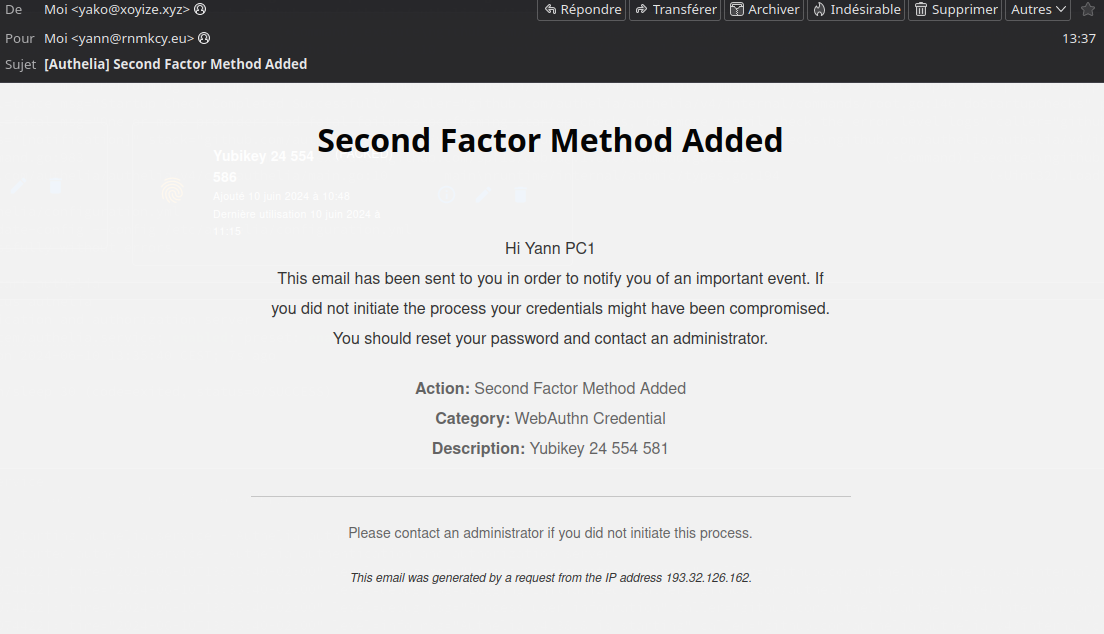 De Moi <yako@xoyize.xyz> Répondre Transférer Archiver Indésirable Supprimer Autres
Pour Moi <yann@rnmkcy.eu> 13:37
Sujet [Authelia] Second Factor Method Added
Second Factor Method Added
Yubikey 24 554
586
Ajouté 10 juin 2024 à 10:48
Dernière utilisation 10 juin 2024 à
11:15
Hi Yann PC1
This email has been sent to you in order to notify you of an important event. If
you did not initiate the process your credentials might have been compromised.
You should reset your password and contact an administrator.
Action: Second Factor Method Added
Category: WebAuthn Credential
Description: Yubikey 24 554 581
Please contact an administrator if you did not initiate this process.
This email was generated by a request from the IP address 193.32.126.162.